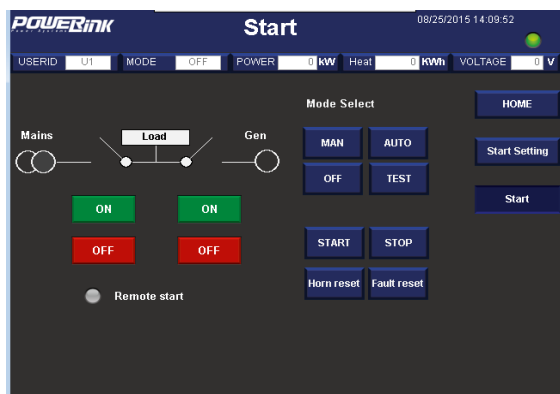 POWERlinK Start 08/25/2015 14:09:52
Power Systems
USERID U1 MODE OFF POWER 0 kW Heat 0 KWh VOLTAGE 0 V
Mode Select HOME
Mains Load Gen MAN AUTO Start Setting
OFF TEST
ON ON Start
OFF OFF START STOP
Remote start Horn reset Fault reset